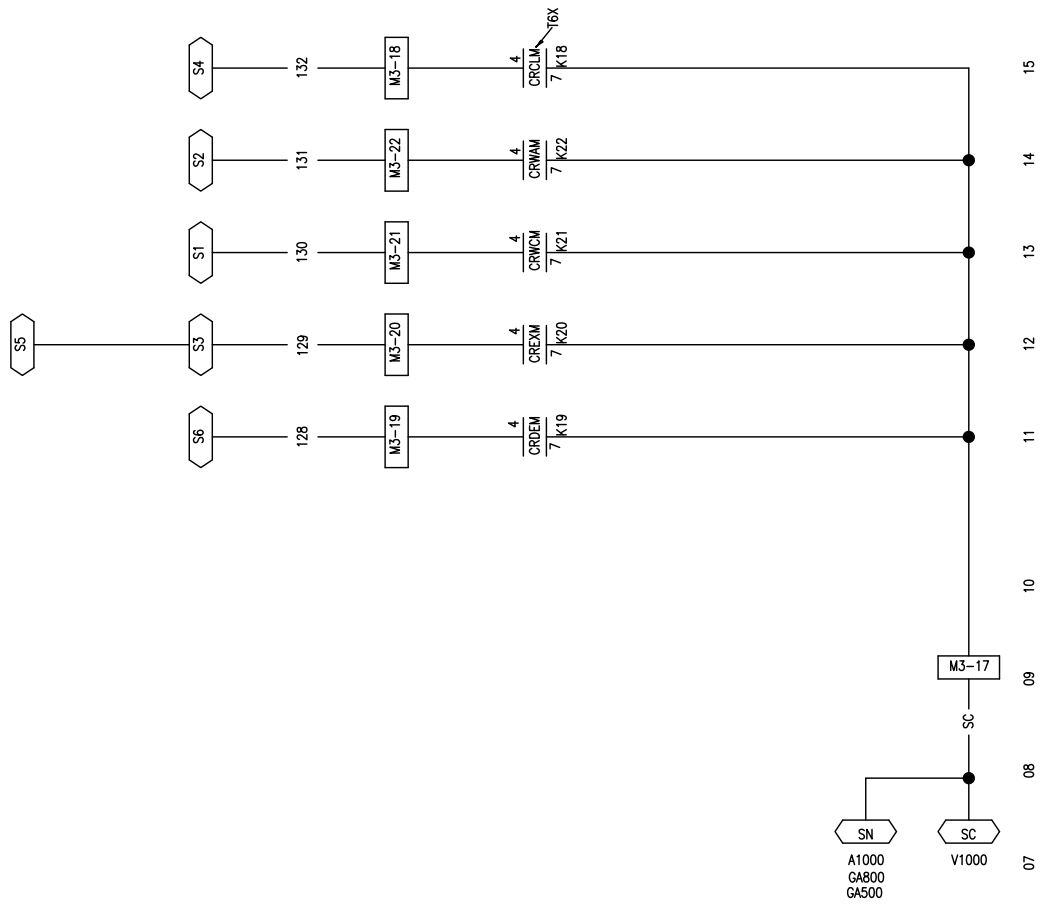 T6X
S4
132
M3-18
4
CRCLM
7 K18
15
S2
131
M3-22
4
CRWAM
7 K22
14
S1
130
M3-21
4
CRWCM
7 K21
13
S5
S3
129
M3-20
4
CREXM
7 K20
12
S6
128
M3-19
4
CRDEM
7 K19
11
10
M3-17
09
SC
08
SN
A1000
GA800
GA500
SC
V1000
07